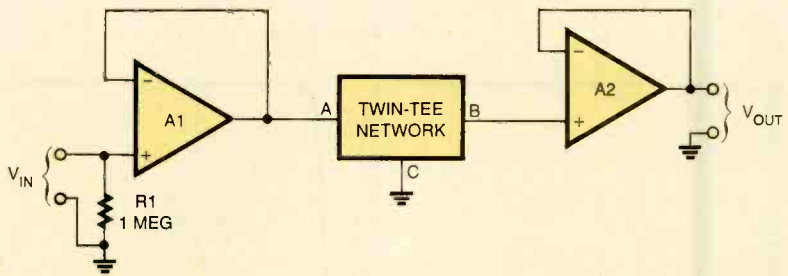 A1
A2
A
TWIN-TEE
NETWORK
B
C
V_IN
V_OUT
R1
1 MEG
−
+
−
+